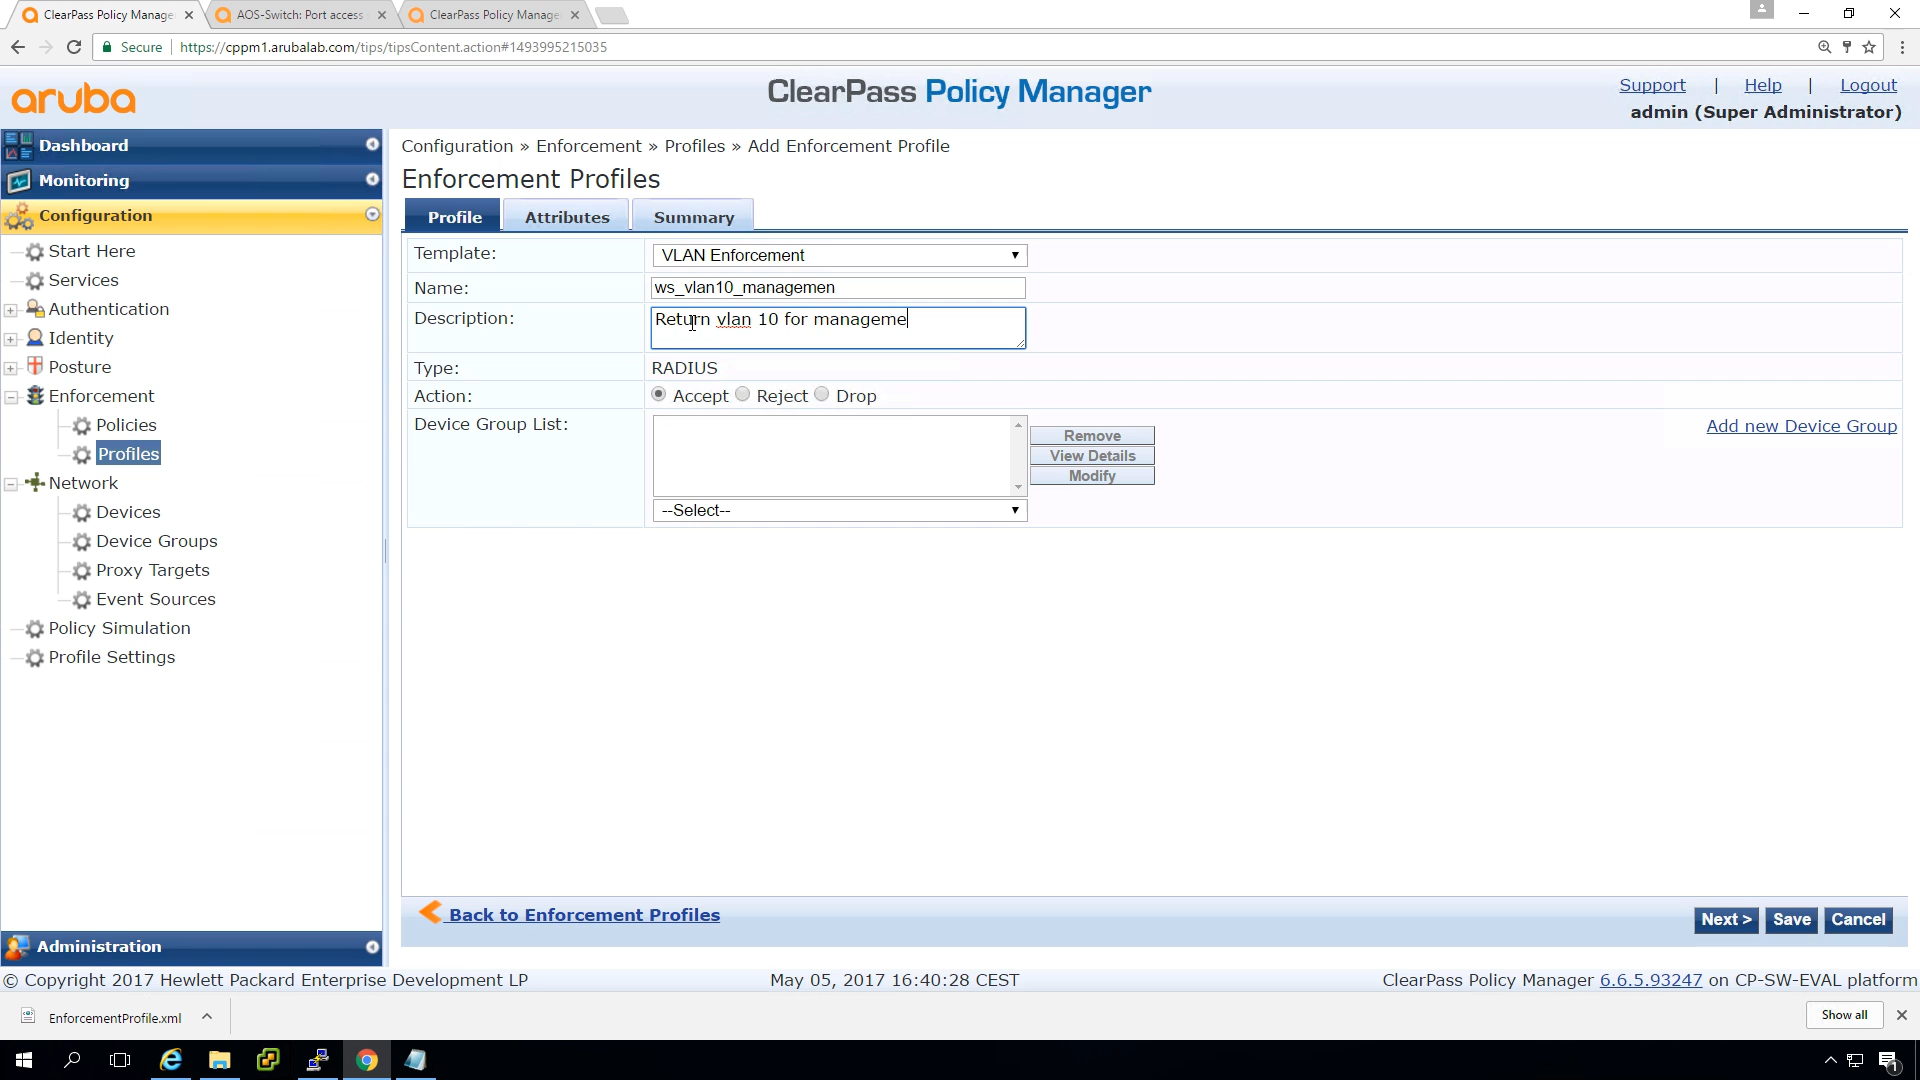 ClearPass Policy Manage
AOS-Switch: Port access
ClearPass Policy Manage
Secure
https://cppm1.arubalab.com/tips/tipsContent.action#1493995215035
aruba
ClearPass Policy Manager
Support | Help | Logout
admin (Super Administrator)
Dashboard
Monitoring
Configuration
Start Here
Services
Authentication
Identity
Posture
Enforcement
Policies
Profiles
Network
Devices
Device Groups
Proxy Targets
Event Sources
Policy Simulation
Profile Settings
Administration
Configuration » Enforcement » Profiles » Add Enforcement Profile
Enforcement Profiles
Profile Attributes Summary
Template: VLAN Enforcement
Name: ws_vlan10_managemen
Description: Return vlan 10 for manageme
Type: RADIUS
Action: Accept Reject Drop
Device Group List:
Remove
View Details
Modify
Add new Device Group
--Select--
Back to Enforcement Profiles
Next > Save Cancel
© Copyright 2017 Hewlett Packard Enterprise Development LP
May 05, 2017 16:40:28 CEST
ClearPass Policy Manager 6.6.5.93247 on CP-SW-EVAL platform
EnforcementProfile.xml
Show all
1